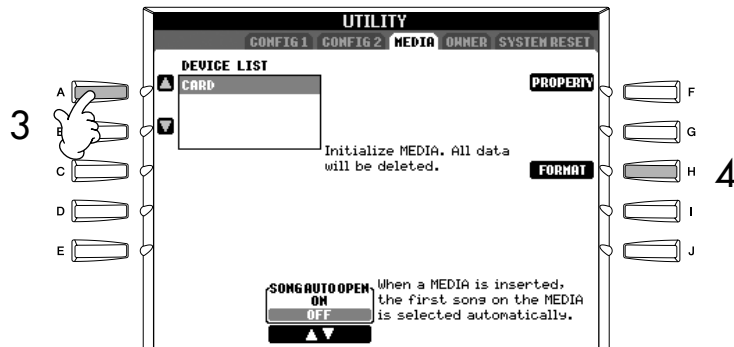 UTILITY
CONFIG 1 CONFIG 2 MEDIA OWNER SYSTEM RESET
DEVICE LIST
CARD
PROPERTY
A
F
3
G
Initialize MEDIA. All data
will be deleted.
FORMAT
C
H
4
D
I
E
J
SONG AUTO OPEN
ON
OFF
When a MEDIA is inserted,
the first song on the MEDIA
is selected automatically.